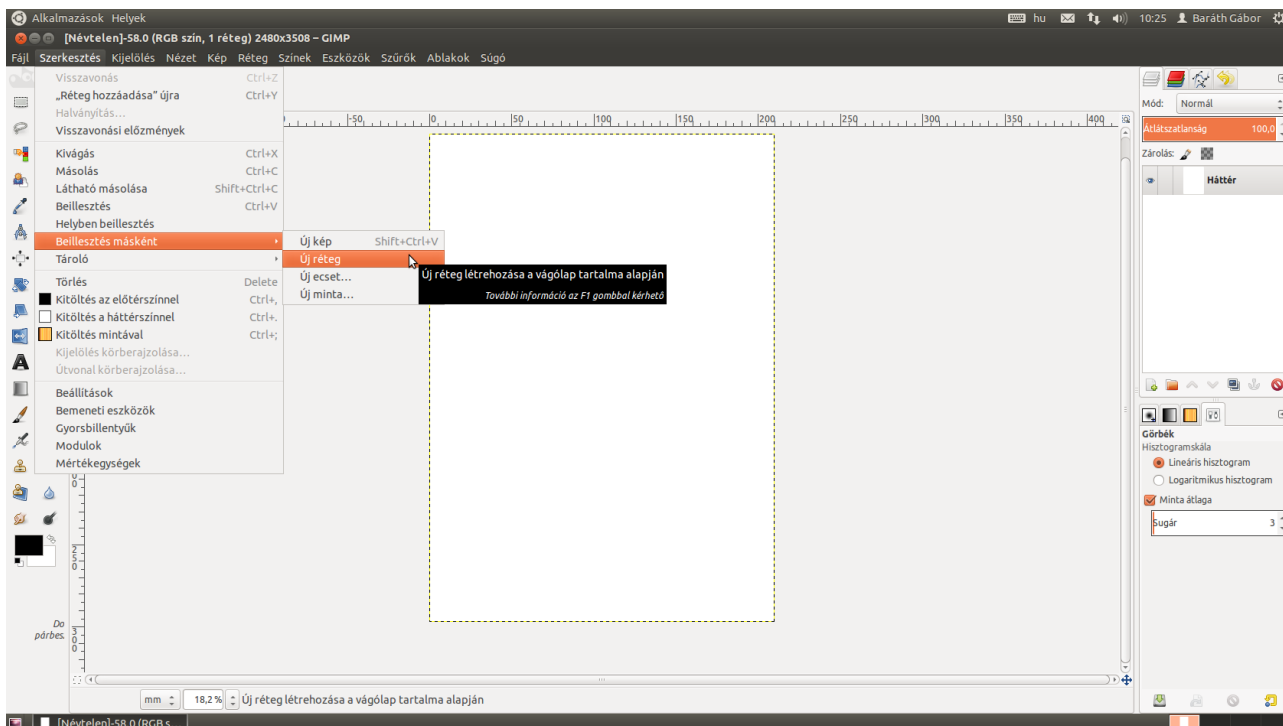 Alkalmazások Helyek
hu 10:25 Baráth Gábor
[Névtelen]-58.0 (RGB szín, 1 réteg) 2480x3508 – GIMP
Fájl Szerkesztés Kijelölés Nézet Kép Réteg Színek Eszközök Szűrők Ablakok Súgó
Visszavonás Ctrl+Z
„Réteg hozzáadása” újra Ctrl+Y
Halványítás...
Visszavonási előzmények
Kivágás Ctrl+X
Másolás Ctrl+C
Látható másolása Shift+Ctrl+C
Beillesztés Ctrl+V
Helyben beillesztés
Beillesztés másként
Tároló
Törlés Delete
Kitöltés az előtérszínnel Ctrl+,
Kitöltés a háttérszínnel Ctrl+.
Kitöltés mintával Ctrl+;
Kijelölés körberajzolása...
Útvonal körberajzolása...
Beállítások
Bemeneti eszközök
Gyorsbillentyűk
Modulok
Mértékegységek
Új kép Shift+Ctrl+V
Új réteg
Új ecset...
Új minta...
Új réteg létrehozása a vágólap tartalma alapján
További információ az F1 gombbal kérhető
-50 0 50 100 150 200 250 300 350 400
250
300
Do
párbes.
Mód: Normál
Átlátszatlanság 100,0
Zárolás:
Háttér
Görbék
Hisztogramskála
Lineáris hisztogram
Logaritmikus hisztogram
Minta átlaga
Sugár 3
mm 18,2 % Új réteg létrehozása a vágólap tartalma alapján
[Névtelen]-58.0 (RGB s...